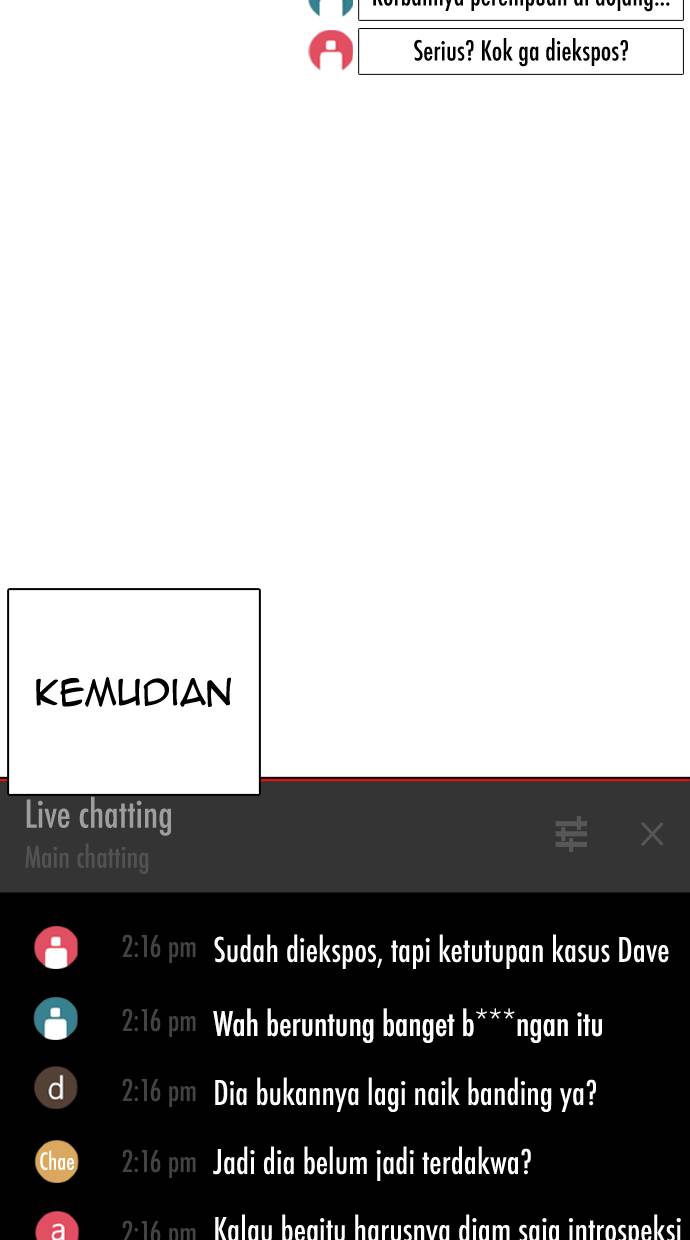 Korbannya perempuan di dojang...
Serius? Kok ga diekspos?
KEMUDIAN
Live chatting
Main chatting
2:16 pm Sudah diekspos, tapi ketutupan kasus Dave
2:16 pm Wah beruntung banget b***ngan itu
d 2:16 pm Dia bukannya lagi naik banding ya?
Chae 2:16 pm Jadi dia belum jadi terdakwa?
a 2:16 pm Kalau begitu harusnya diam saja introspeksi